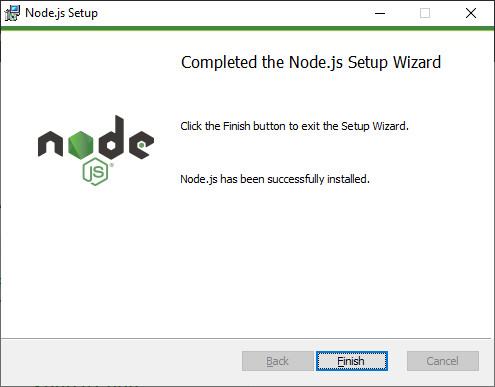 Node.js Setup
Completed the Node.js Setup Wizard
Click the Finish button to exit the Setup Wizard.
node
JS
Node.js has been successfully installed.
Back
Finish
Cancel